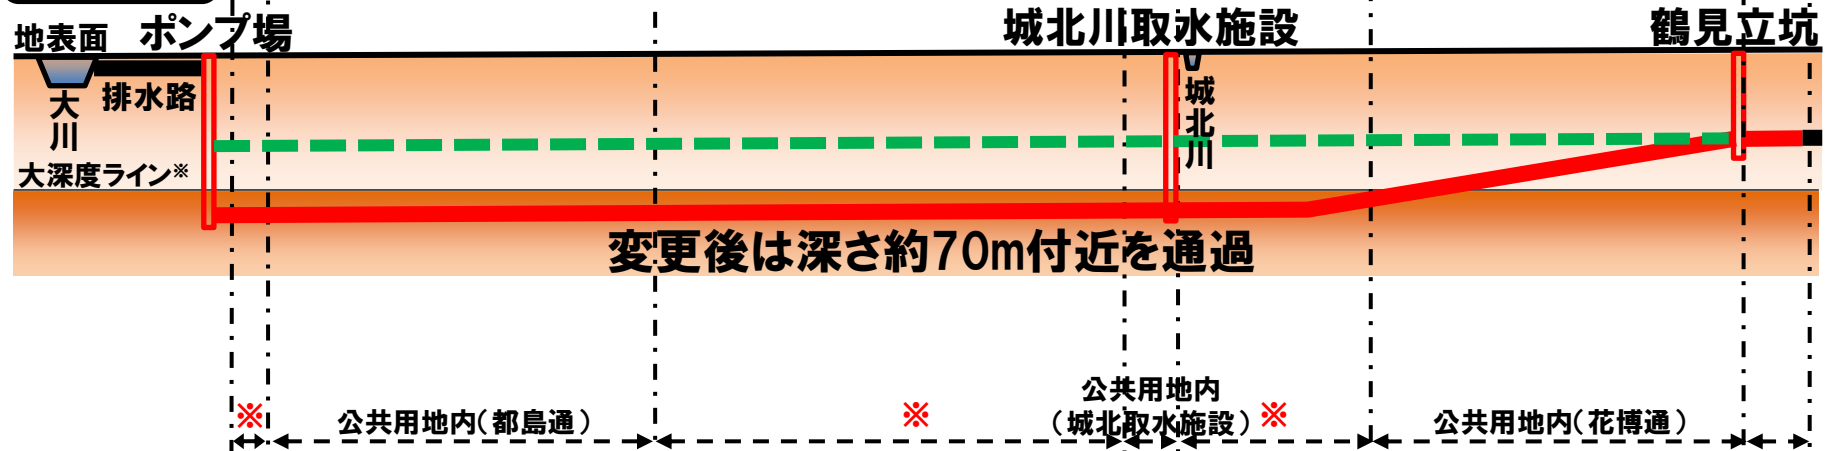 地表面
ポンプ場
城北川取水施設
鶴見立坑
大川
排水路
城北川
大深度ライン※
変更後は深さ約70m付近を通過
※
公共用地内(都島通)
※
公共用地内
(城北取水施設)
※
公共用地内(花博通)